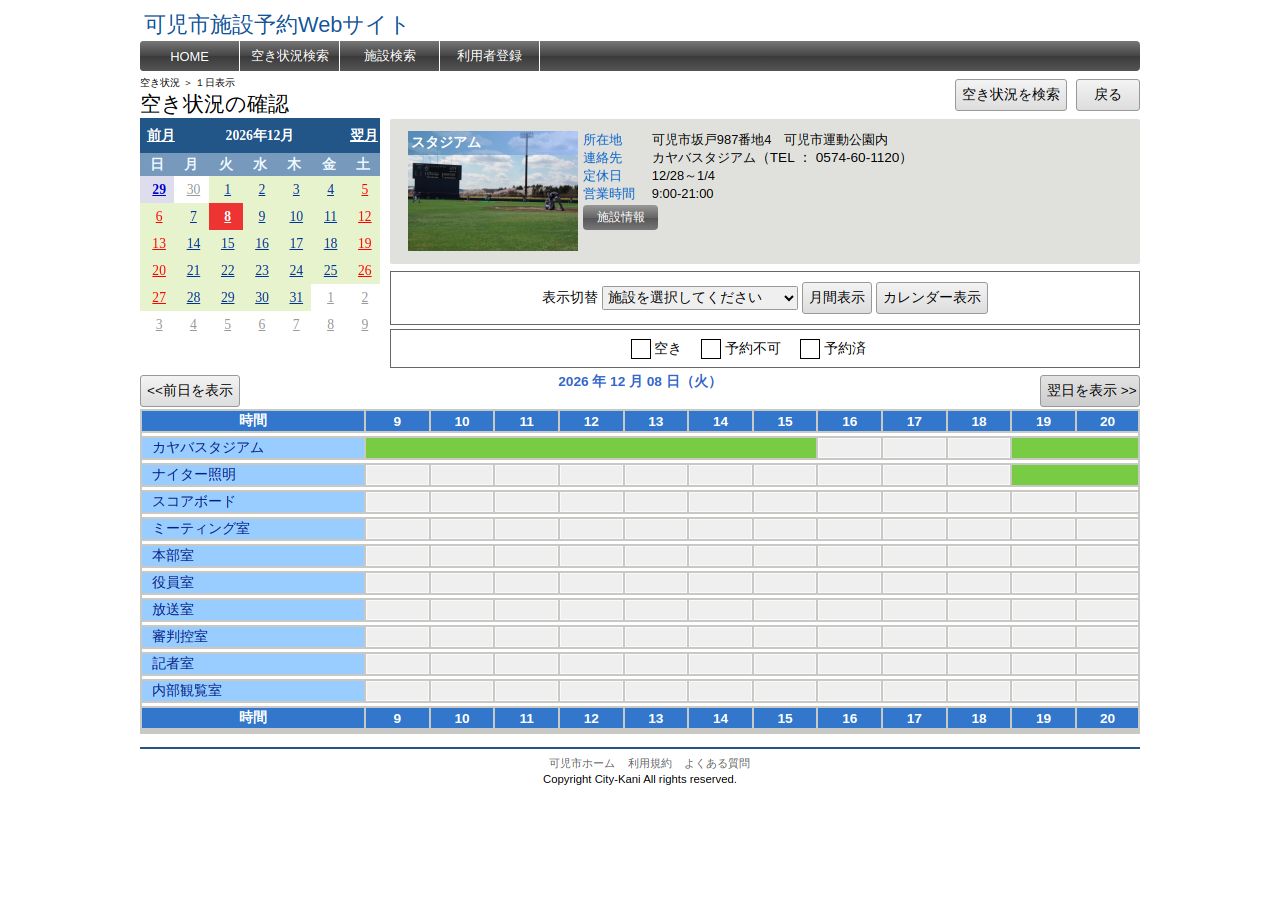 可児市施設予約Webサイト
HOME 空き状況検索 施設検索 利用者登録
空き状況 ＞ １日表示
空き状況の確認
空き状況を検索 戻る
前月 2026年12月 翌月
日 月 火 水 木 金 土
29 30 1 2 3 4 5
6 7 8 9 10 11 12
13 14 15 16 17 18 19
20 21 22 23 24 25 26
27 28 29 30 31 1 2
3 4 5 6 7 8 9
スタジアム
所在地 可児市坂戸987番地4　可児市運動公園内
連絡先 カヤバスタジアム（TEL ： 0574-60-1120）
定休日 12/28～1/4
営業時間 9:00-21:00
施設情報
表示切替 施設を選択してください 月間表示 カレンダー表示
空き 予約不可 予約済
<<前日を表示 2026 年 12 月 08 日（火） 翌日を表示 >>
時間 9 10 11 12 13 14 15 16 17 18 19 20
カヤバスタジアム
ナイター照明
スコアボード
ミーティング室
本部室
役員室
放送室
審判控室
記者室
内部観覧室
時間 9 10 11 12 13 14 15 16 17 18 19 20
可児市ホーム 利用規約 よくある質問
Copyright City-Kani All rights reserved.